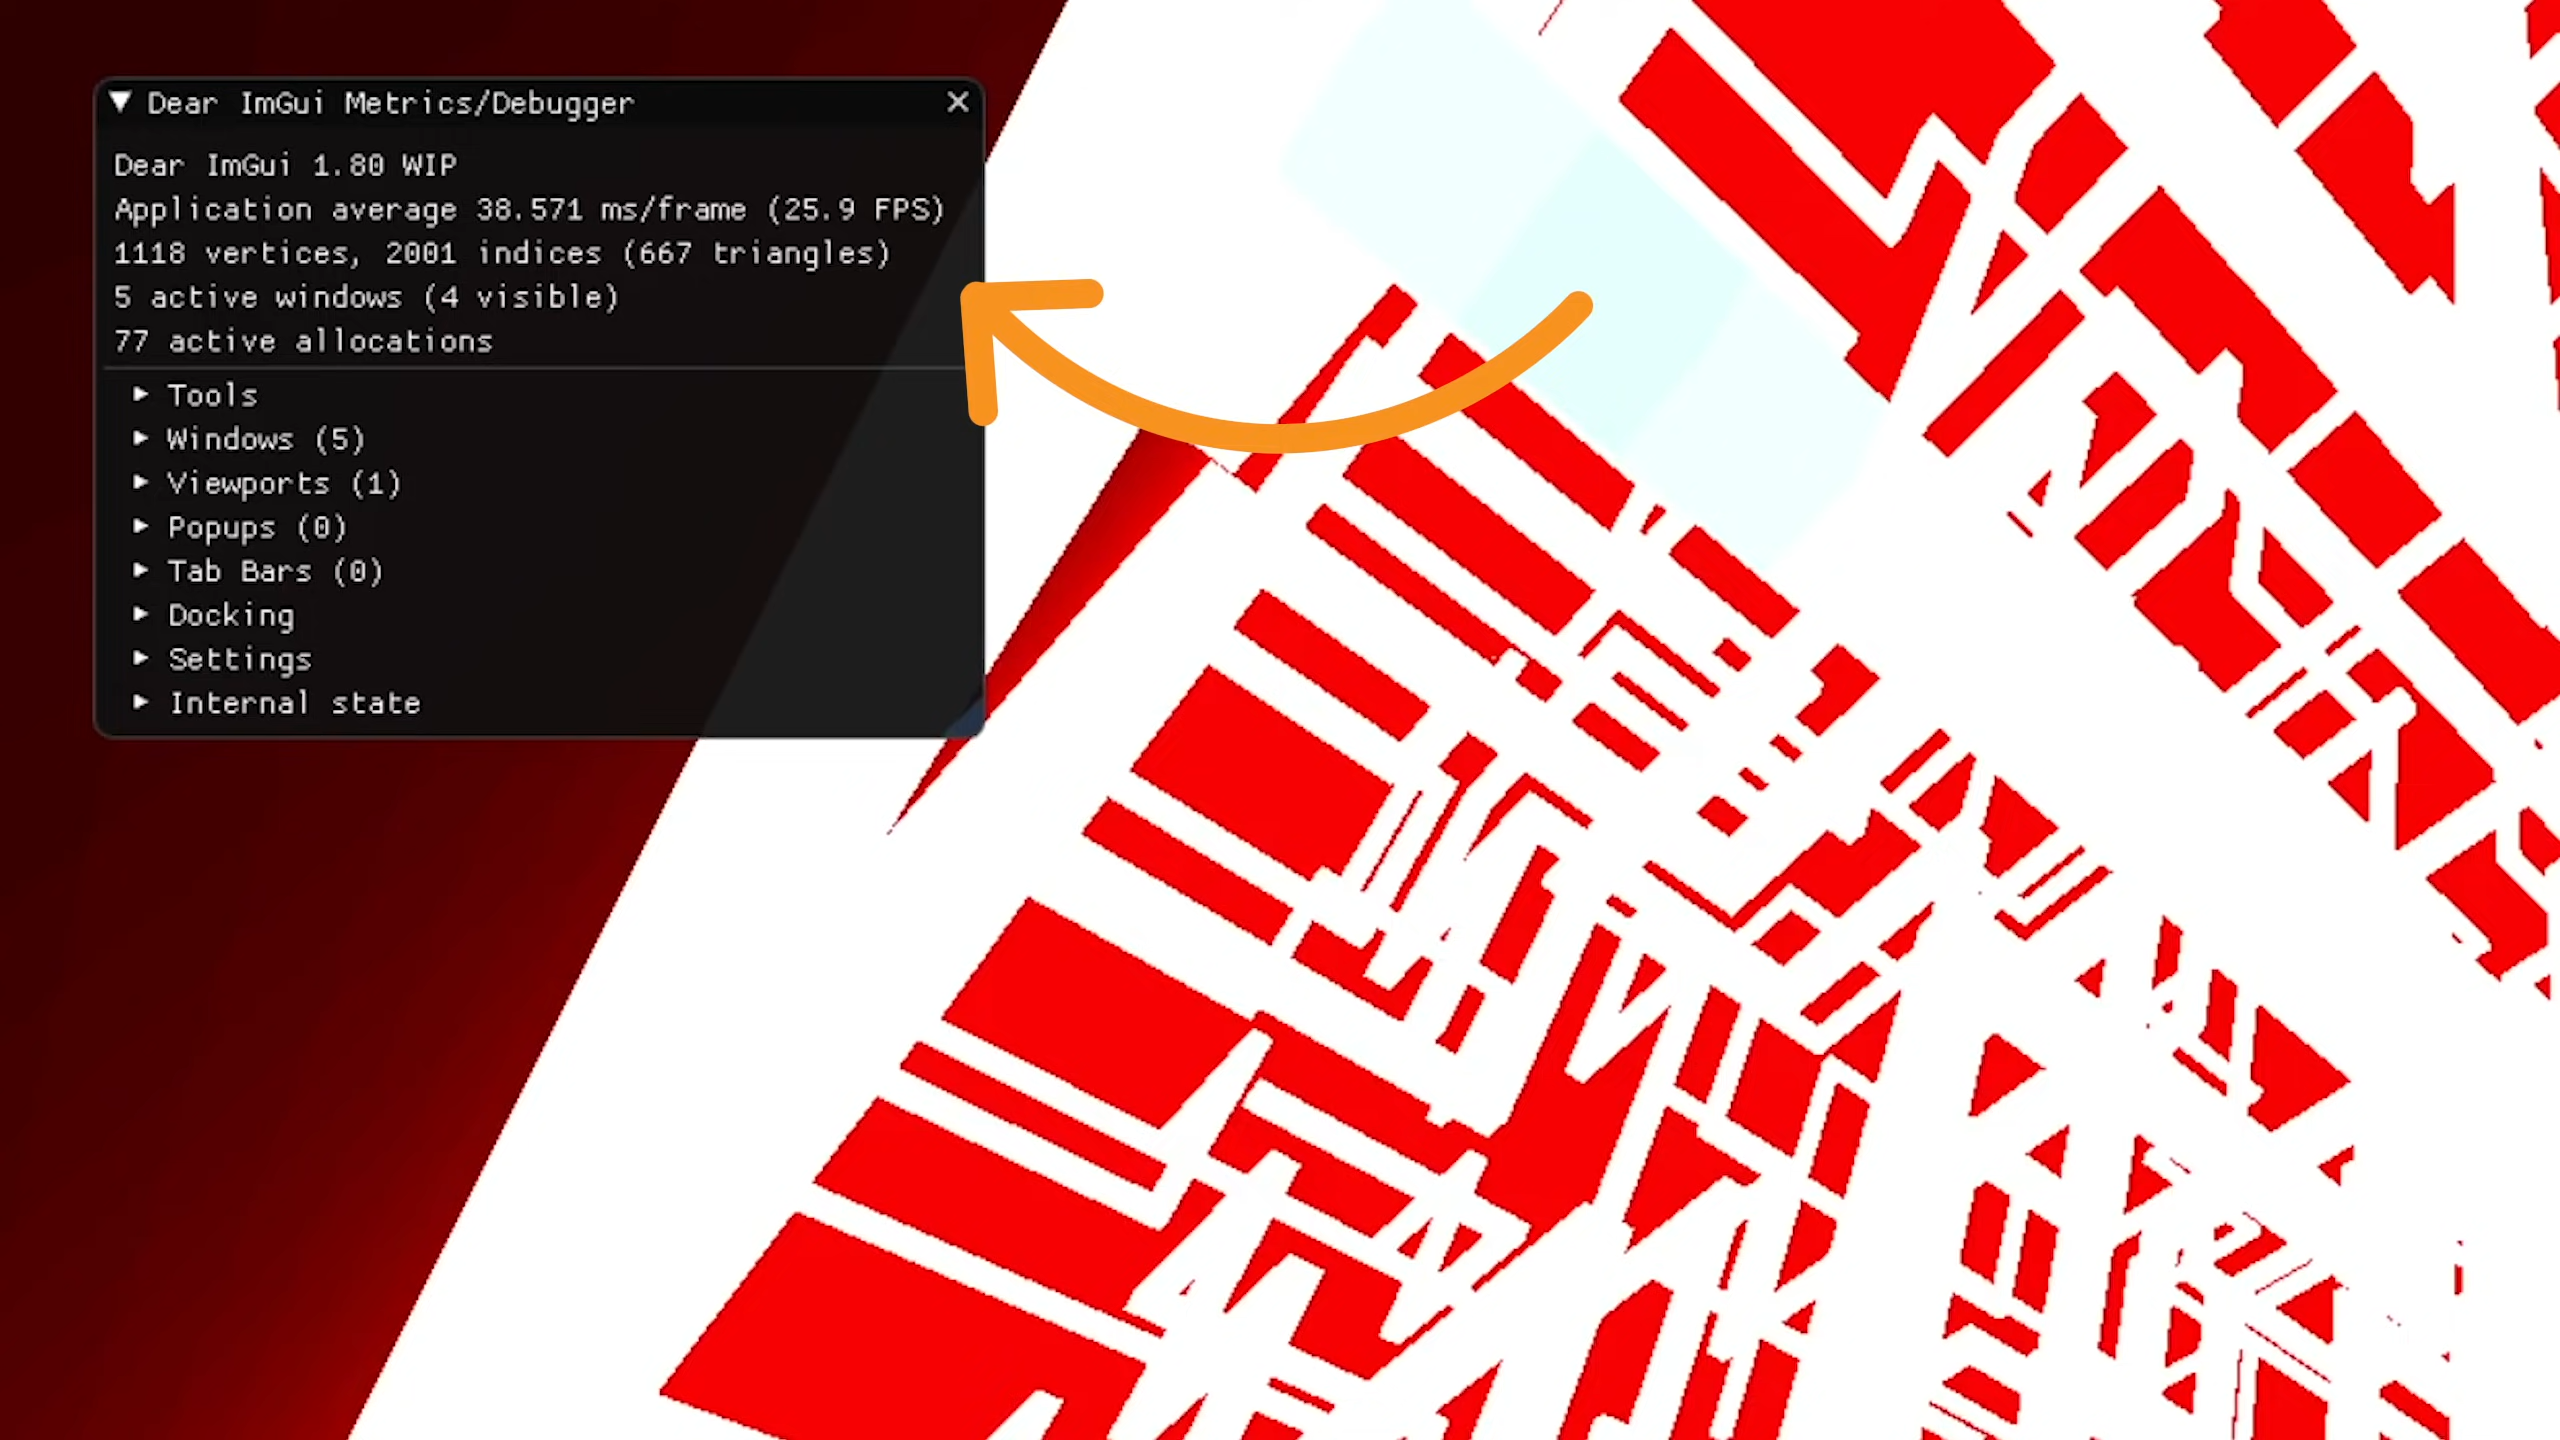 Dear ImGui Metrics/Debugger
Dear ImGui 1.80 WIP
Application average 38.571 ms/frame (25.9 FPS)
1118 vertices, 2001 indices (667 triangles)
5 active windows (4 visible)
77 active allocations
Tools
Windows (5)
Viewports (1)
Popups (0)
Tab Bars (0)
Docking
Settings
Internal state